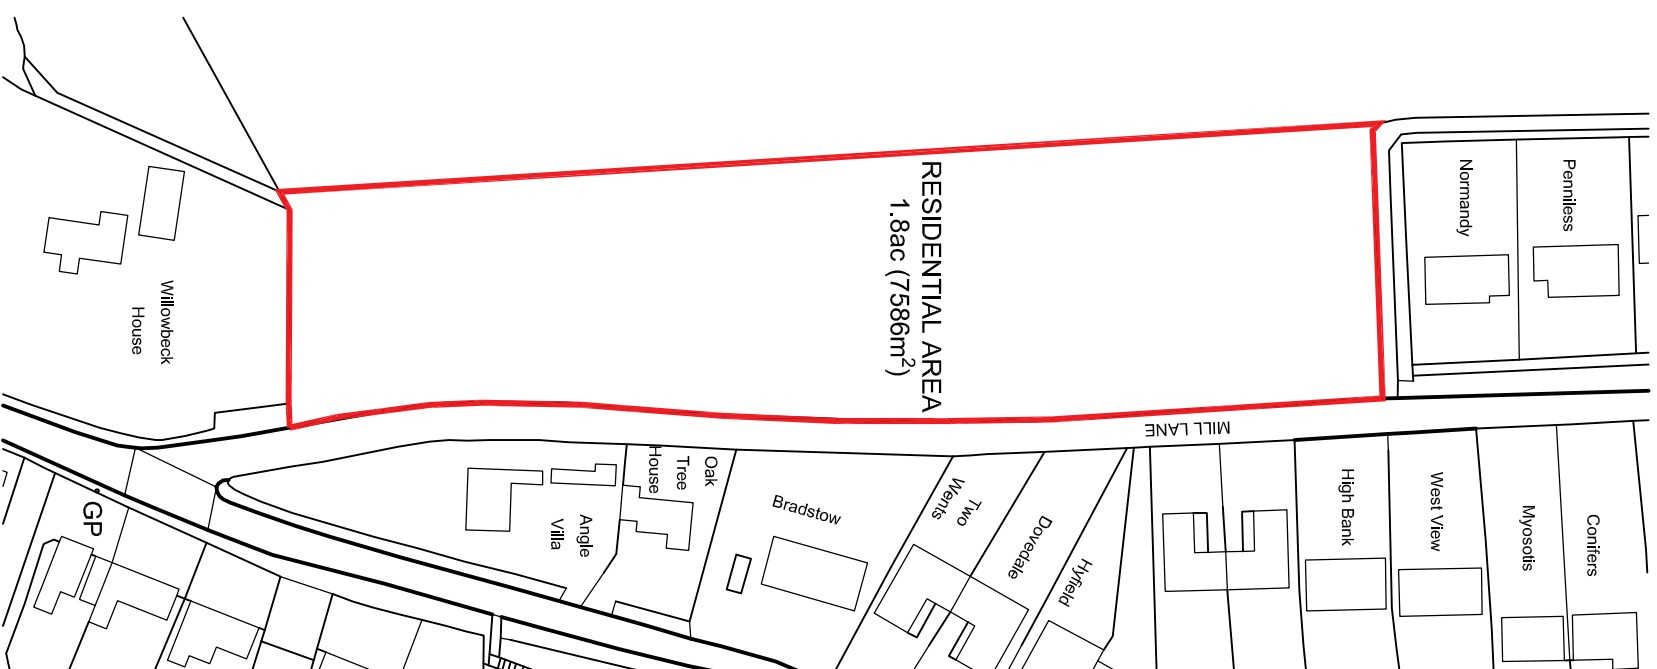 RESIDENTIAL AREA
1.8ac (7586m²)
Penniless
Normandy
Willowbeck
House
MILL LANE
GP
Angle
Villa
Oak
Tree
House
Bradstow
Two
Wents
Dovedale
Hyfield
High Bank
West View
Myosotis
Conifers